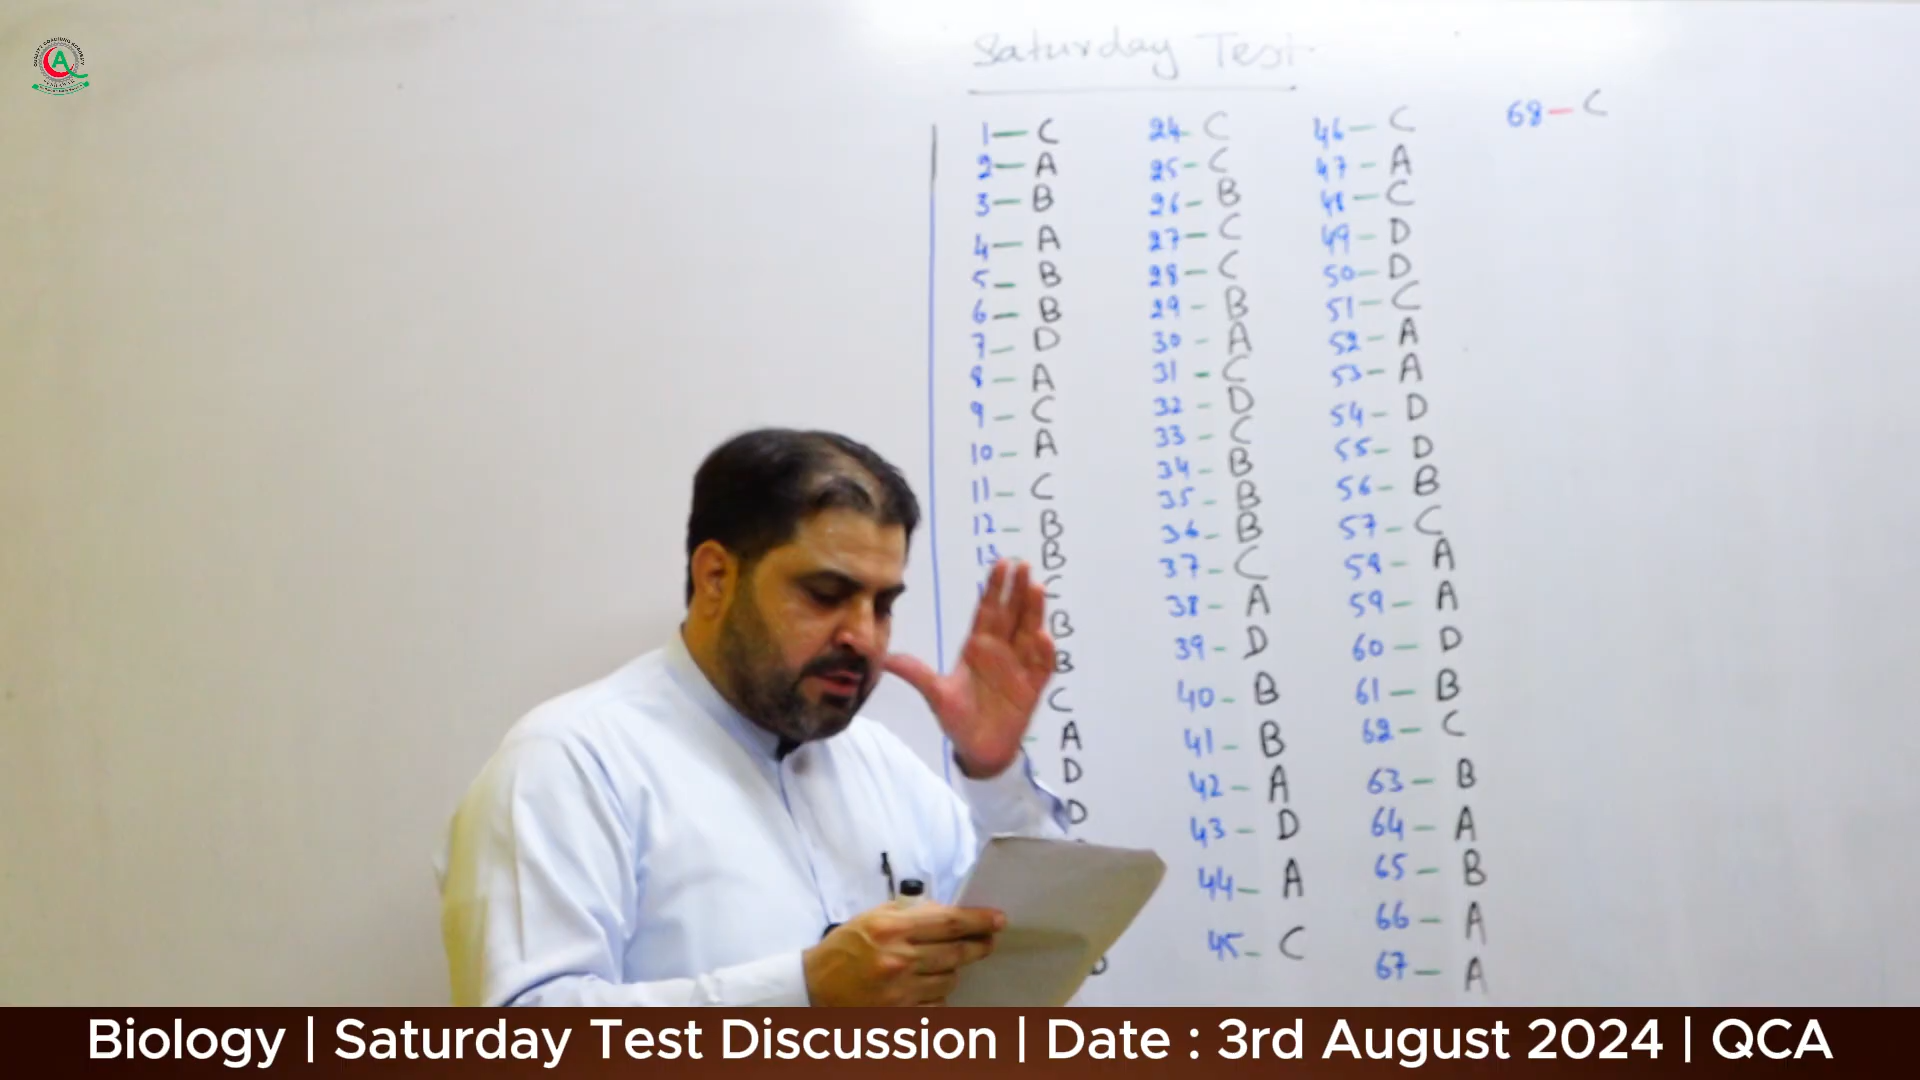 Saturday Test
1 — C
2 — A
3 — B
4 — A
5 — B
6 — B
7 — D
8 — A
9 — C
10 — A
11 — C
12 — B
13 B
C
B
B
C
A
D
D
24 - C
25 - C
26 - B
27 - C
28 - C
29 - B
30 - A
31 - C
32 - D
33 - C
34 - B
35 - B
36 - B
37 - C
38 - A
39 - D
40 - B
41 - B
42 - A
43 - D
44 - A
45 - C
46 - C
47 - A
48 - C
49 - D
50 - D
51 - C
52 - A
53 - A
54 - D
55 - D
56 - B
57 - C
58 - A
59 - A
60 - D
61 - B
62 - C
63 - B
64 - A
65 - B
66 - A
67 - A
68 - C
Biology | Saturday Test Discussion | Date : 3rd August 2024 | QCA